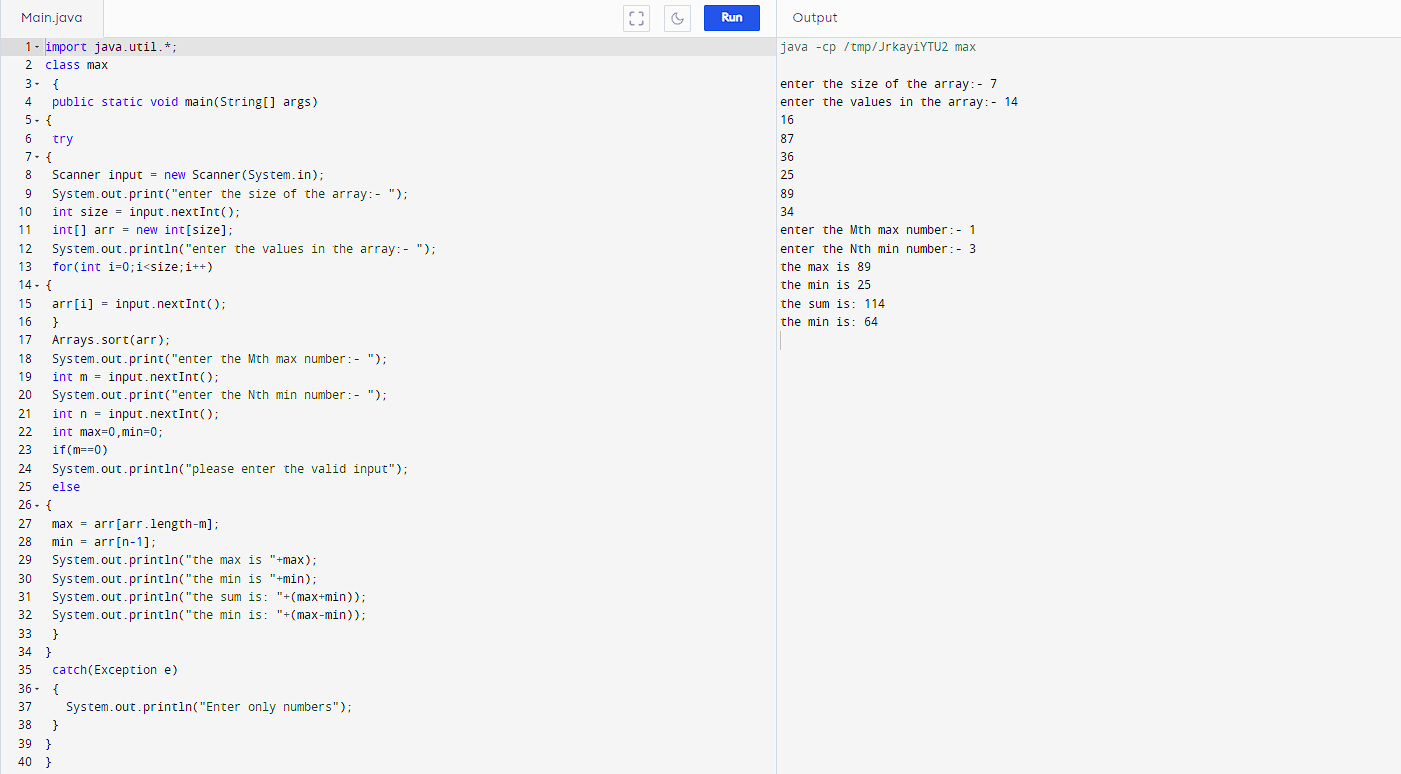 Main.java
Run
Output
1 import java.util.*;
2 class max
3 {
4 public static void main(String[] args)
5 {
6 try
7 {
8 Scanner input = new Scanner(System.in);
9 System.out.print("enter the size of the array:- ");
10 int size = input.nextInt();
11 int[] arr = new int[size];
12 System.out.println("enter the values in the array:- ");
13 for(int i=0;i<size;i++)
14 {
15 arr[i] = input.nextInt();
16 }
17 Arrays.sort(arr);
18 System.out.print("enter the Mth max number:- ");
19 int m = input.nextInt();
20 System.out.print("enter the Nth min number:- ");
21 int n = input.nextInt();
22 int max=0,min=0;
23 if(m==0)
24 System.out.println("please enter the valid input");
25 else
26 {
27 max = arr[arr.length-m];
28 min = arr[n-1];
29 System.out.println("the max is "+max);
30 System.out.println("the min is "+min);
31 System.out.println("the sum is: "+(max+min));
32 System.out.println("the min is: "+(max-min));
33 }
34 }
35 catch(Exception e)
36 {
37 System.out.println("Enter only numbers");
38 }
39 }
40 }
java -cp /tmp/JrkayiYTU2 max
enter the size of the array:- 7
enter the values in the array:- 14
16
87
36
25
89
34
enter the Mth max number:- 1
enter the Nth min number:- 3
the max is 89
the min is 25
the sum is: 114
the min is: 64